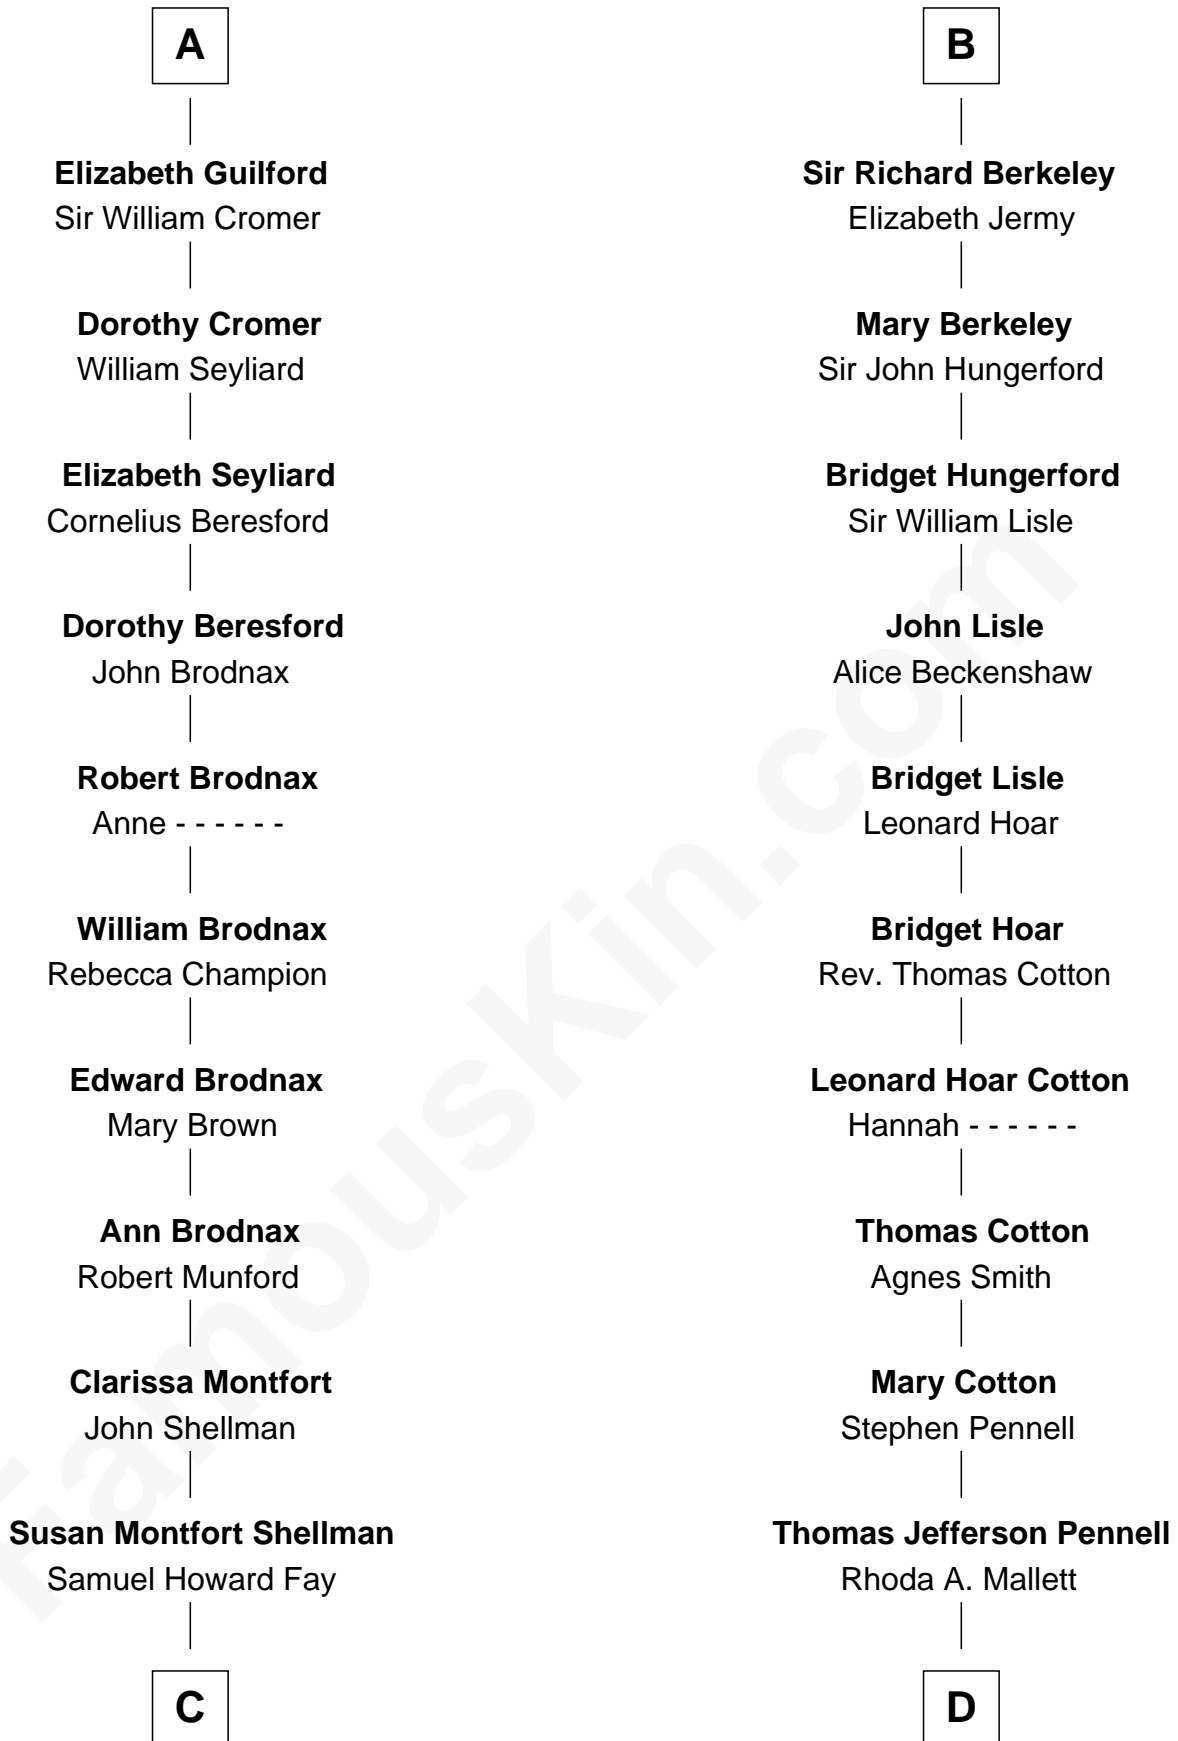 A
Elizabeth Guilford
Sir William Cromer
Dorothy Cromer
William Seyliard
Elizabeth Seyliard
Cornelius Beresford
Dorothy Beresford
John Brodnax
Robert Brodnax
Anne - - - - - -
William Brodnax
Rebecca Champion
Edward Brodnax
Mary Brown
Ann Brodnax
Robert Munford
Clarissa Montfort
John Shellman
Susan Montfort Shellman
Samuel Howard Fay
C
B
Sir Richard Berkeley
Elizabeth Jermy
Mary Berkeley
Sir John Hungerford
Bridget Hungerford
Sir William Lisle
John Lisle
Alice Beckenshaw
Bridget Lisle
Leonard Hoar
Bridget Hoar
Rev. Thomas Cotton
Leonard Hoar Cotton
Hannah - - - - - -
Thomas Cotton
Agnes Smith
Mary Cotton
Stephen Pennell
Thomas Jefferson Pennell
Rhoda A. Mallett
D
FamousKin.com